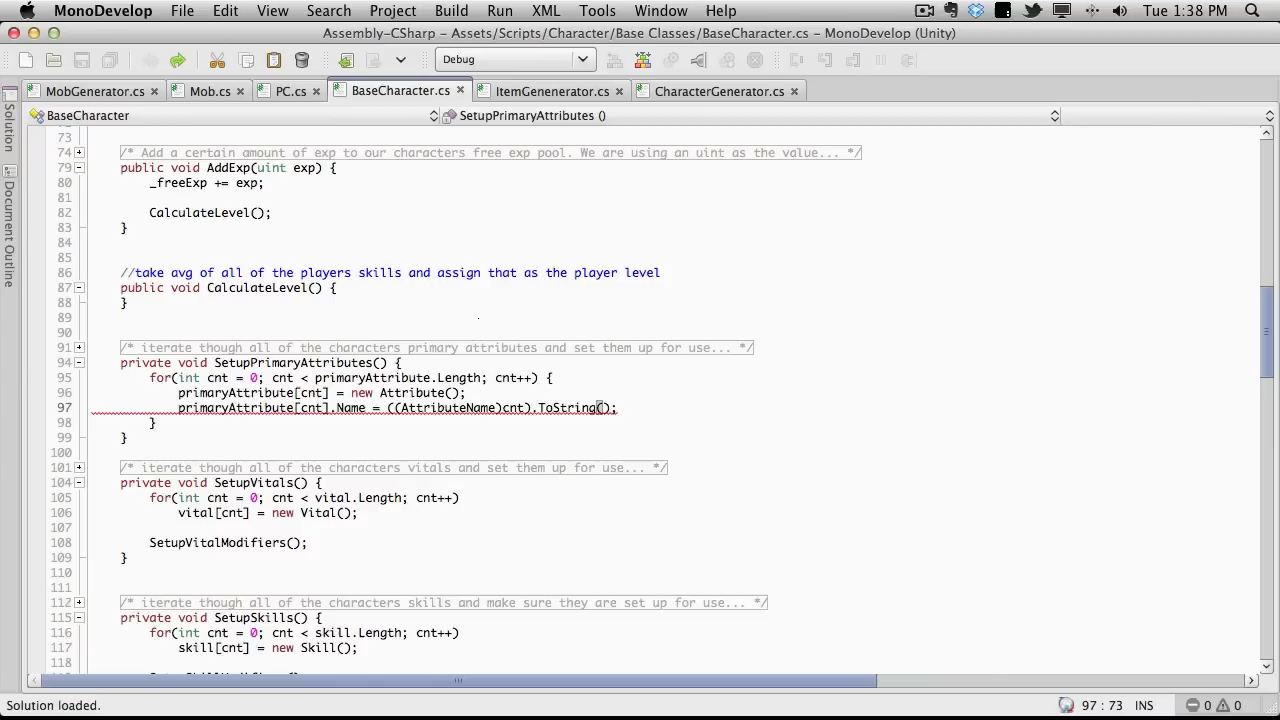 MonoDevelop File Edit View Search Project Build Run XML Tools Window Help Tue 1:38 PM
Assembly-CSharp - Assets/Scripts/Character/Base Classes/BaseCharacter.cs - MonoDevelop (Unity)
Debug
MobGenerator.cs Mob.cs PC.cs BaseCharacter.cs ItemGenenerator.cs CharacterGenerator.cs
BaseCharacter SetupPrimaryAttributes ()
Solution
Document Outline
73
74 /* Add a certain amount of exp to our characters free exp pool. We are using an uint as the value... */
79 public void AddExp(uint exp) {
80 _freeExp += exp;
81
82 CalculateLevel();
83 }
84
85
86 //take avg of all of the players skills and assign that as the player level
87 public void CalculateLevel() {
88 }
89
90
91 /* iterate though all of the characters primary attributes and set them up for use... */
94 private void SetupPrimaryAttributes() {
95 for(int cnt = 0; cnt < primaryAttribute.Length; cnt++) {
96 primaryAttribute[cnt] = new Attribute();
97 primaryAttribute[cnt].Name = ((AttributeName)cnt).ToString();
98 }
99 }
100
101 /* iterate though all of the characters vitals and set them up for use... */
104 private void SetupVitals() {
105 for(int cnt = 0; cnt < vital.Length; cnt++)
106 vital[cnt] = new Vital();
107
108 SetupVitalModifiers();
109 }
110
111
112 /* iterate though all of the characters skills and make sure they are set up for use... */
115 private void SetupSkills() {
116 for(int cnt = 0; cnt < skill.Length; cnt++)
117 skill[cnt] = new Skill();
118
Solution loaded. 97 : 73 INS 0 0